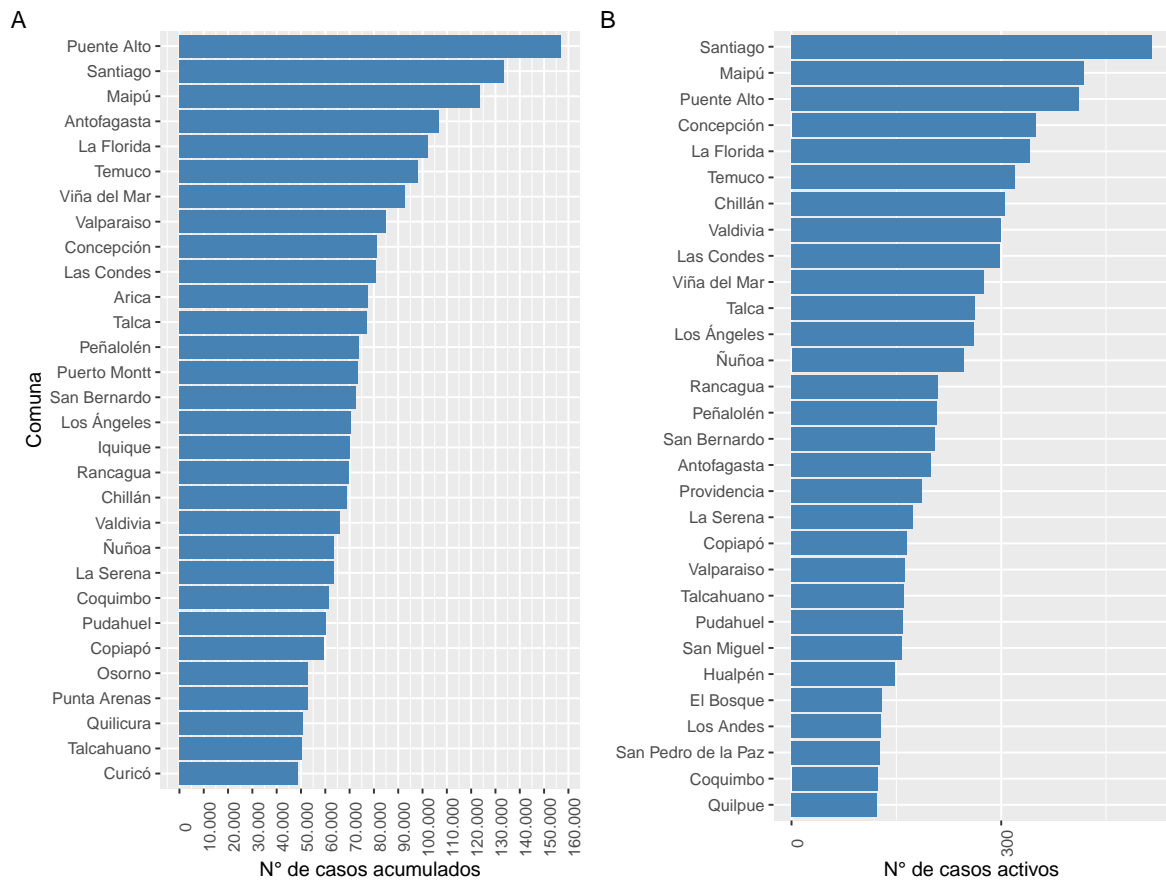 A
Puente Alto
Santiago
Maipú
Antofagasta
La Florida
Temuco
Viña del Mar
Valparaiso
Concepción
Las Condes
Arica
Talca
Peñalolén
Puerto Montt
San Bernardo
Los Ángeles
Iquique
Rancagua
Chillán
Valdivia
Ñuñoa
La Serena
Coquimbo
Pudahuel
Copiapó
Osorno
Punta Arenas
Quilicura
Talcahuano
Curicó
Comuna
0
10.000
20.000
30.000
40.000
50.000
60.000
70.000
80.000
90.000
100.000
110.000
120.000
130.000
140.000
150.000
160.000
N° de casos acumulados
B
Santiago
Maipú
Puente Alto
Concepción
La Florida
Temuco
Chillán
Valdivia
Las Condes
Viña del Mar
Talca
Los Ángeles
Ñuñoa
Rancagua
Peñalolén
San Bernardo
Antofagasta
Providencia
La Serena
Copiapó
Valparaiso
Talcahuano
Pudahuel
San Miguel
Hualpén
El Bosque
Los Andes
San Pedro de la Paz
Coquimbo
Quilpue
0
300
N° de casos activos